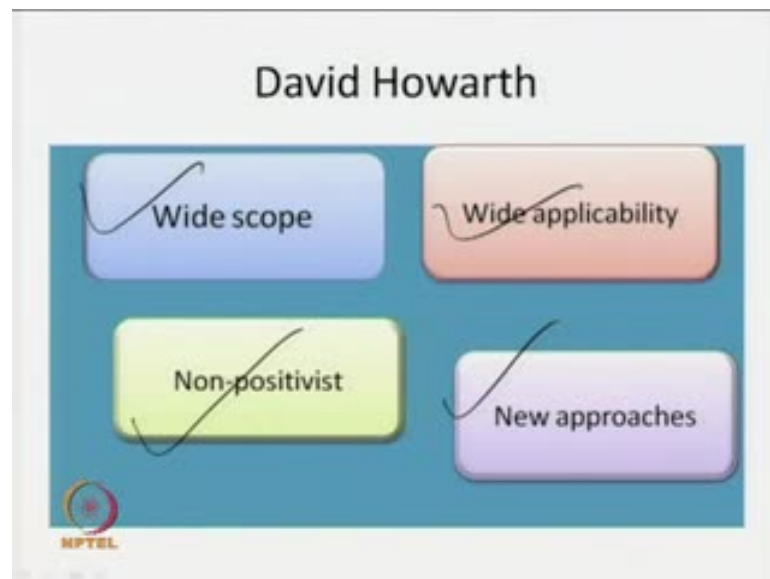 David Howarth
Wide scope
Wide applicability
Non-positivist
New approaches
NPTEL